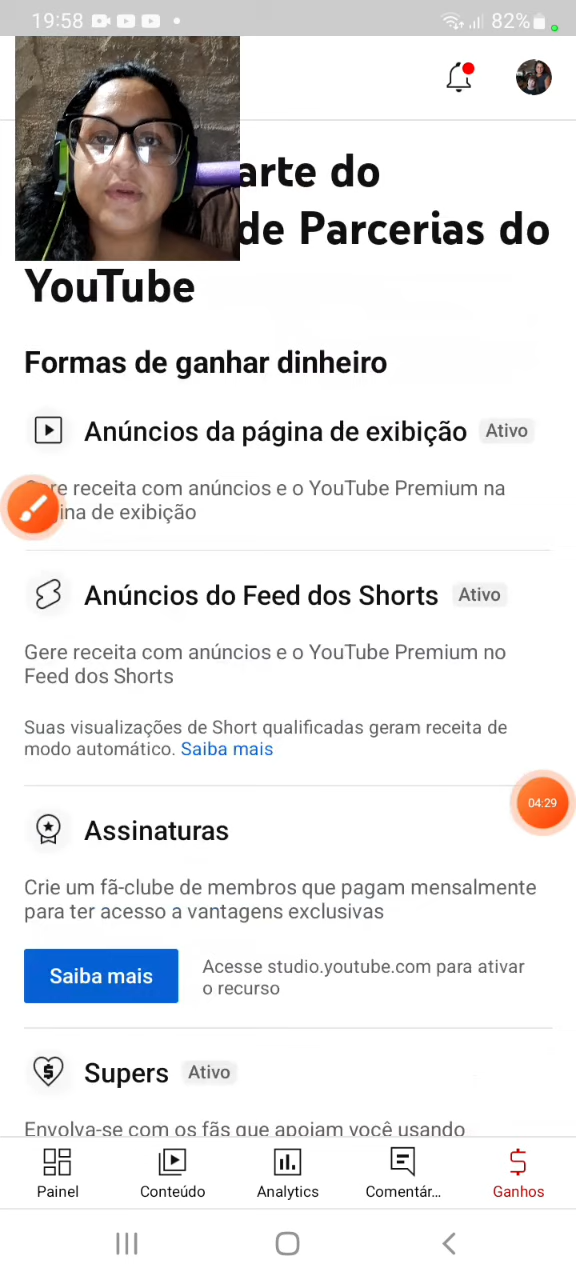 19:58
82%
arte do
de Parcerias do
YouTube
Formas de ganhar dinheiro
Anúncios da página de exibição Ativo
re receita com anúncios e o YouTube Premium na
ina de exibição
Anúncios do Feed dos Shorts Ativo
Gere receita com anúncios e o YouTube Premium no
Feed dos Shorts
Suas visualizações de Short qualificadas geram receita de
modo automático. Saiba mais
04:29
Assinaturas
Crie um fã-clube de membros que pagam mensalmente
para ter acesso a vantagens exclusivas
Saiba mais
Acesse studio.youtube.com para ativar
o recurso
Supers Ativo
Envolva-se com os fãs que apoiam você usando
Painel
Conteúdo
Analytics
Comentár...
Ganhos